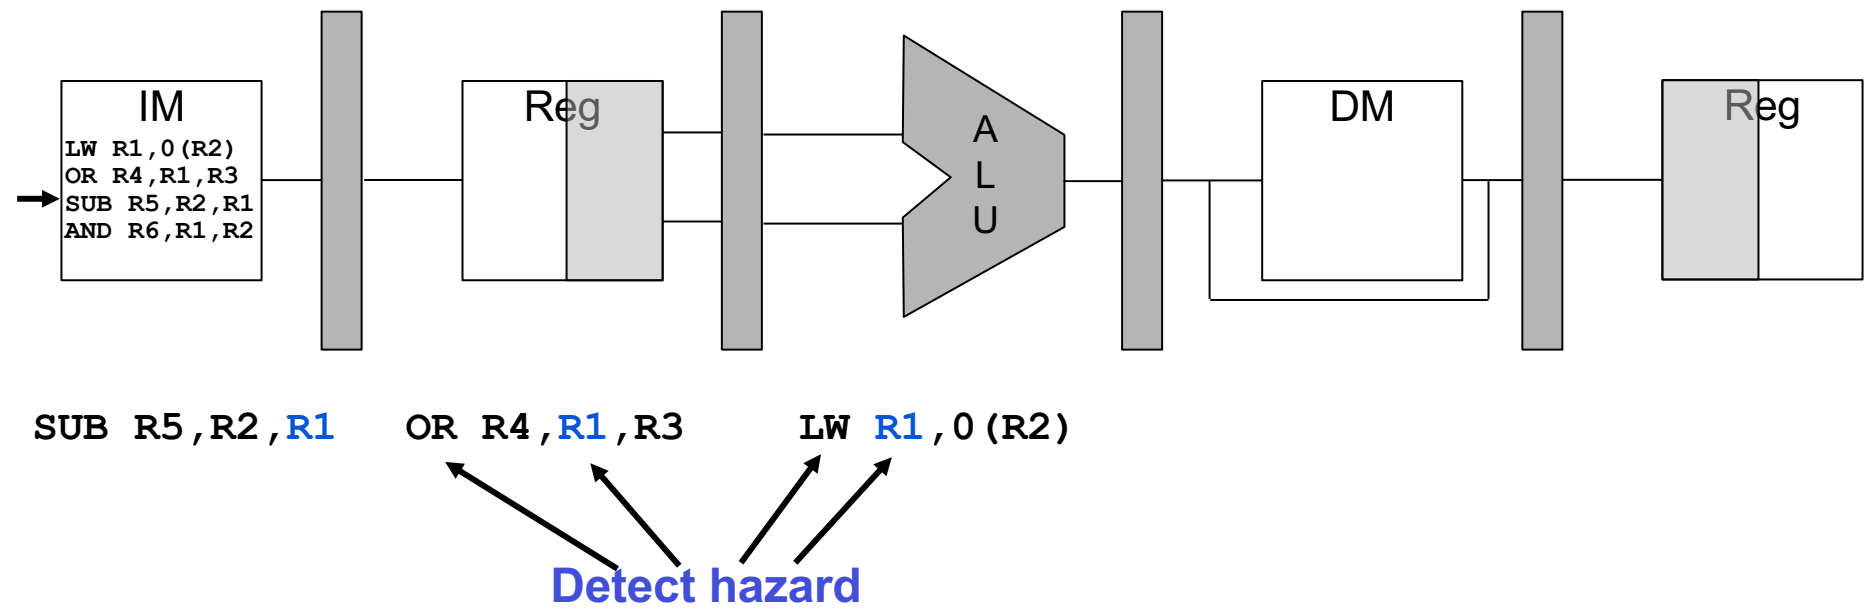 IM
LW R1,0(R2)
OR R4,R1,R3
SUB R5,R2,R1
AND R6,R1,R2
Reg
A
L
U
DM
Reg
SUB R5,R2,R1 OR R4,R1,R3 LW R1,0(R2)
Detect hazard